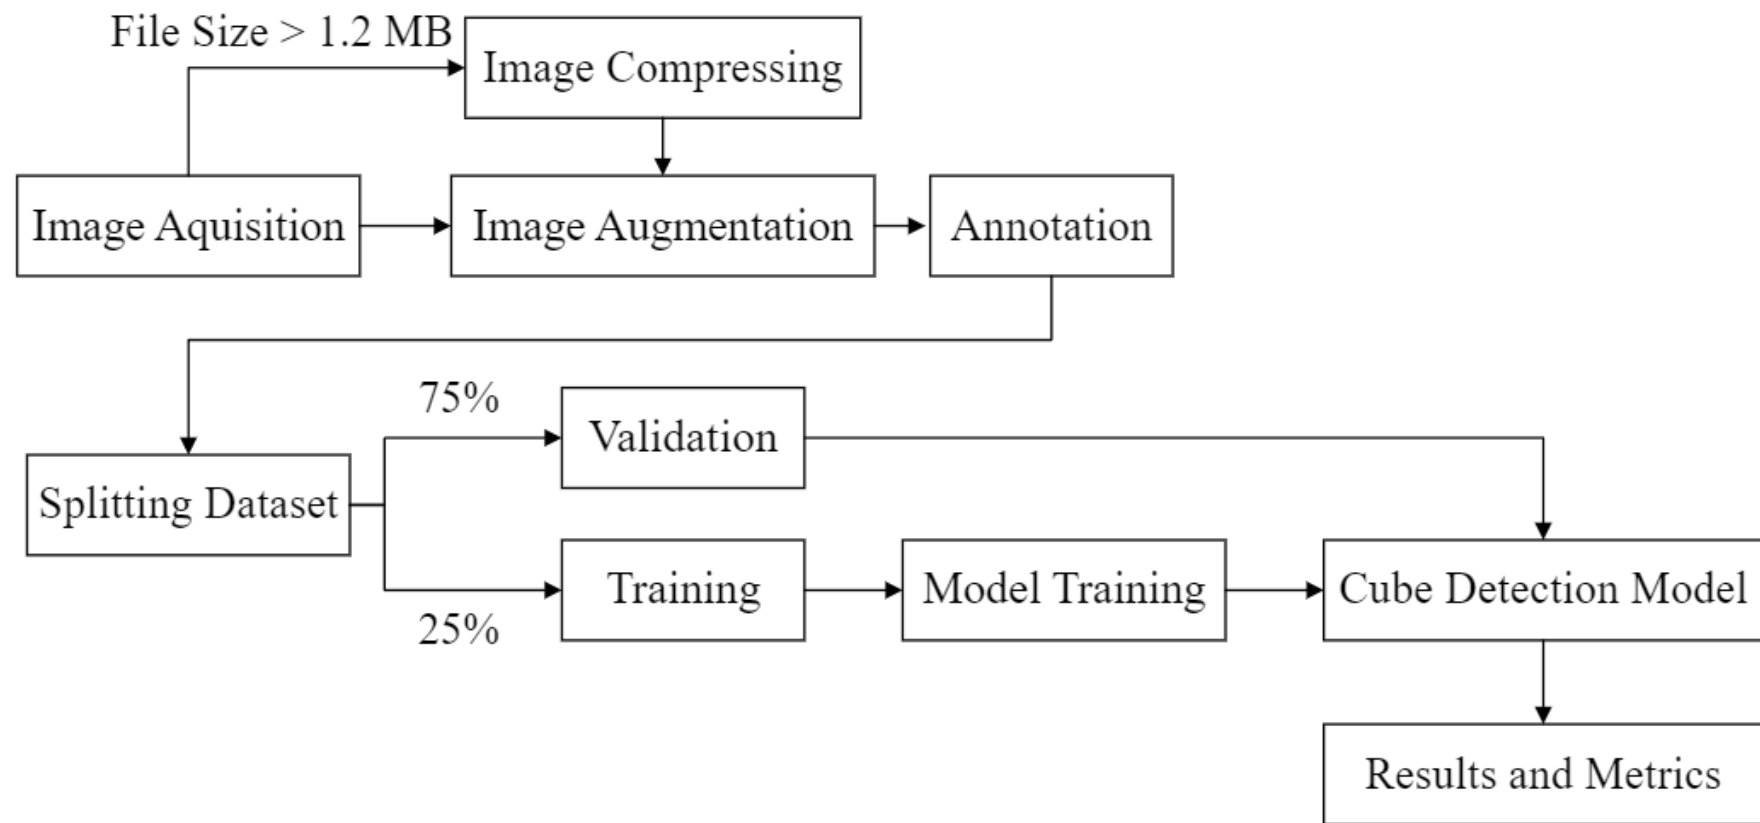 File Size > 1.2 MB
Image Compressing
Image Aquisition
Image Augmentation
Annotation
75%
Validation
Splitting Dataset
Training
Model Training
Cube Detection Model
25%
Results and Metrics